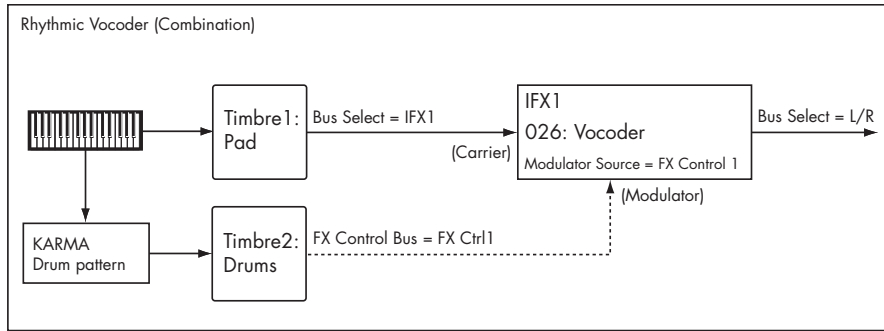 Rhythmic Vocoder (Combination)
Timbre1:
Pad
Bus Select = IFX1
(Carrier)
IFX1
026: Vocoder
Modulator Source = FX Control 1
Bus Select = L/R
(Modulator)
KARMA
Drum pattern
Timbre2:
Drums
FX Control Bus = FX Ctrl1